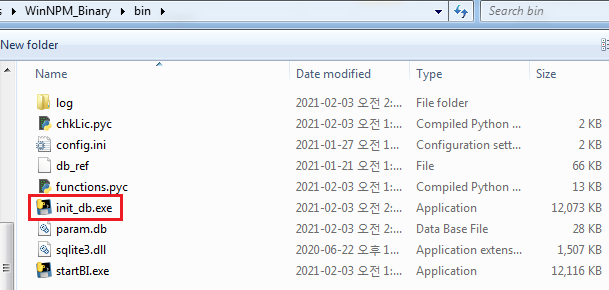 s ▸ WinNPM_Binary ▸ bin ▸
New folder
Name Date modified Type Size
log 2021-02-03 오전 2:... File folder
chkLic.pyc 2021-02-03 오전 1:... Compiled Python ... 2 KB
config.ini 2021-01-27 오전 1:... Configuration sett... 2 KB
db_ref 2021-01-21 오전 1:... File 66 KB
functions.pyc 2021-02-03 오전 1:... Compiled Python ... 13 KB
init_db.exe 2021-02-03 오전 2:... Application 12,073 KB
param.db 2021-02-03 오전 2:... Data Base File 28 KB
sqlite3.dll 2020-06-22 오후 1... Application extens... 1,507 KB
startBI.exe 2021-02-03 오전 1:... Application 12,116 KB